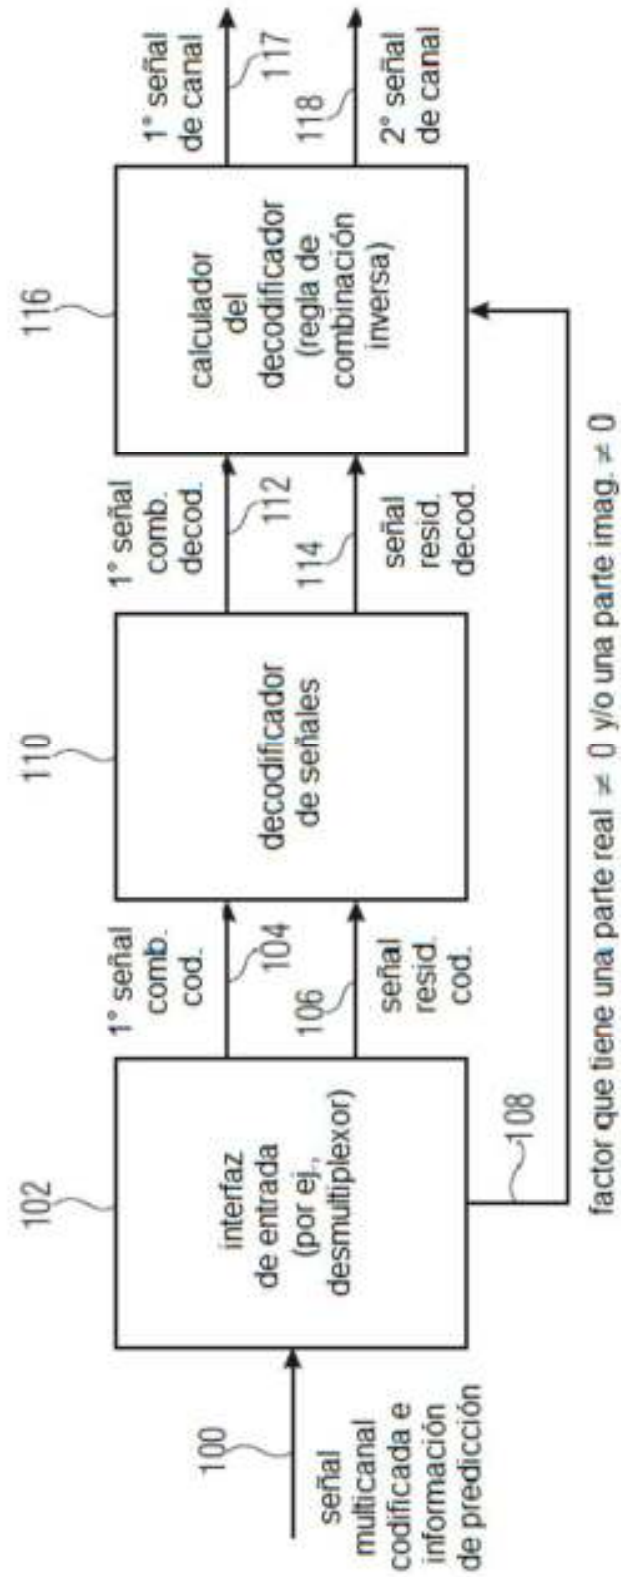 100
señal
multicanal
codificada e
información
de predicción
102
interfaz
de entrada
(por ej.,
desmultiplexor)
1° señal
comb.
cod.
104
106
señal
resid.
cod.
108
110
decodificador
de señales
1° señal
comb.
decod.
112
114
señal
resid.
decod.
116
calculador
del
decodificador
(regla de
combinación
inversa)
1° señal
de canal
117
118
2° señal
de canal
factor que tiene una parte real ≠ 0 y/o una parte imag. ≠ 0